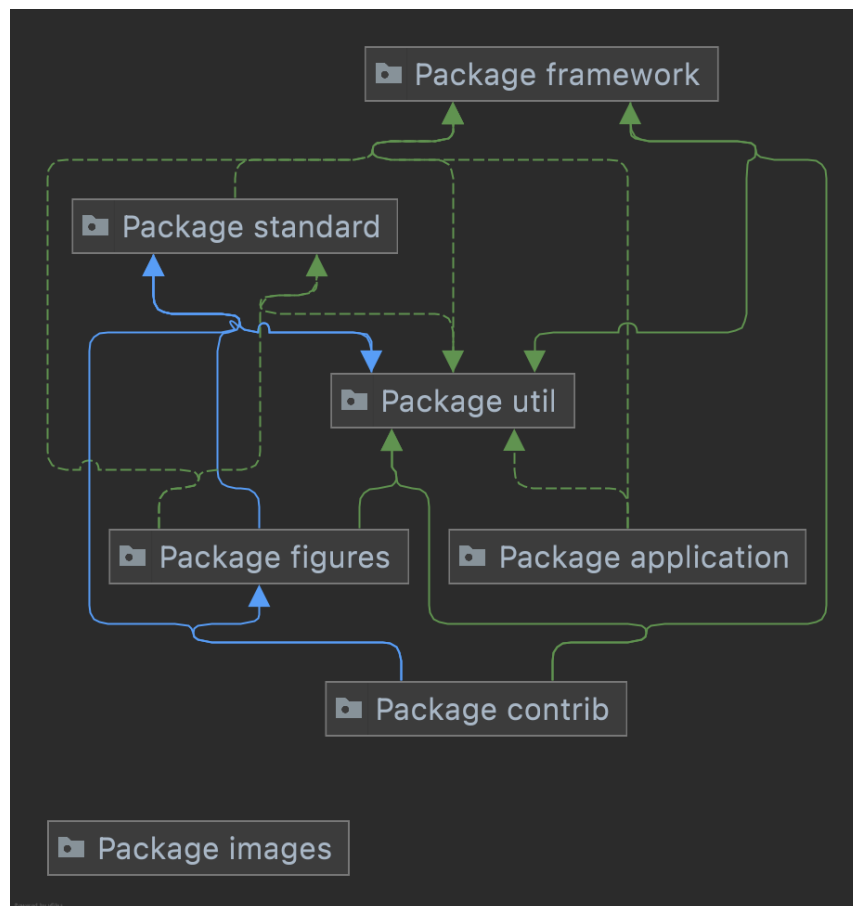 Package framework
Package standard
Package util
Package figures
Package application
Package contrib
Package images